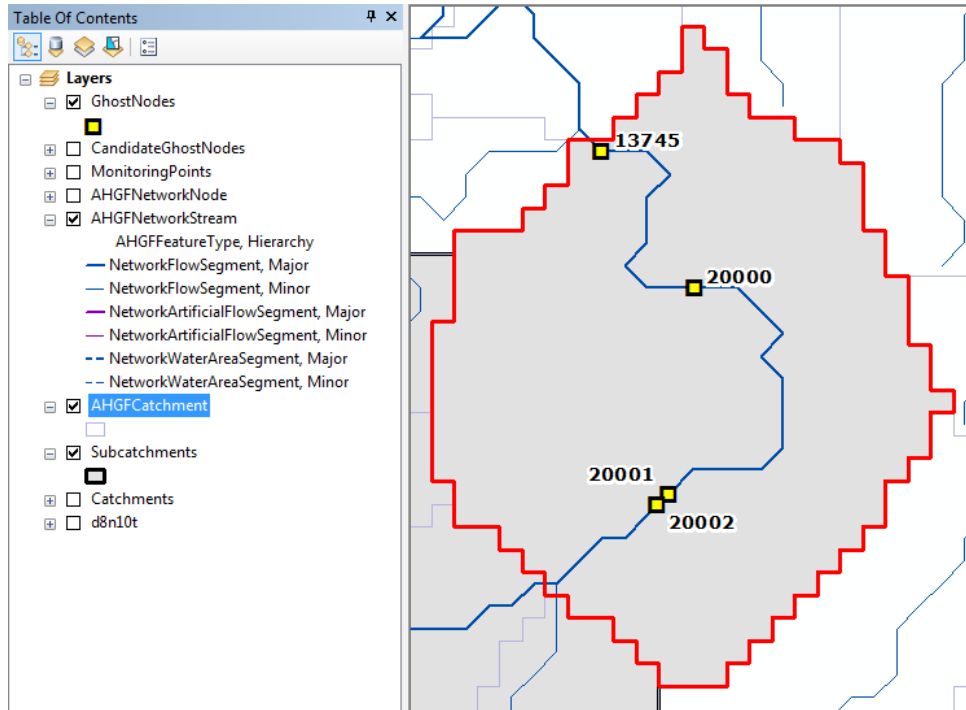 Table Of Contents
Layers
GhostNodes
CandidateGhostNodes
MonitoringPoints
AHGFNetworkNode
AHGFNetworkStream
AHGFFeatureType, Hierarchy
NetworkFlowSegment, Major
NetworkFlowSegment, Minor
NetworkArtificialFlowSegment, Major
NetworkArtificialFlowSegment, Minor
NetworkWaterAreaSegment, Major
NetworkWaterAreaSegment, Minor
AHGFCatchment
Subcatchments
Catchments
d8n10t
13745
20000
20001
20002